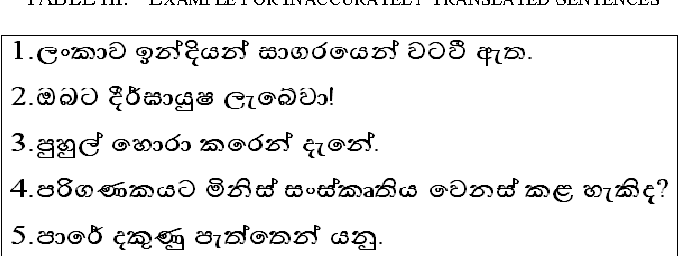 TABLE III. EXAMPLE FOR INACCURATELY TRANSLATED SENTENCES
1.ලංකාව ඉන්දියන් සාගරයෙන් වටවී ඇත.
2.ඔබට දීර්ඝායුෂ ලැබේවා!
3.පුහුල් හොරා කරෙන් දැනේ.
4.පරිගණකයට මිනිස් සංස්කෘතිය වෙනස් කළ හැකිද?
5.පාරේ දකුණු පැත්තෙන් යනු.